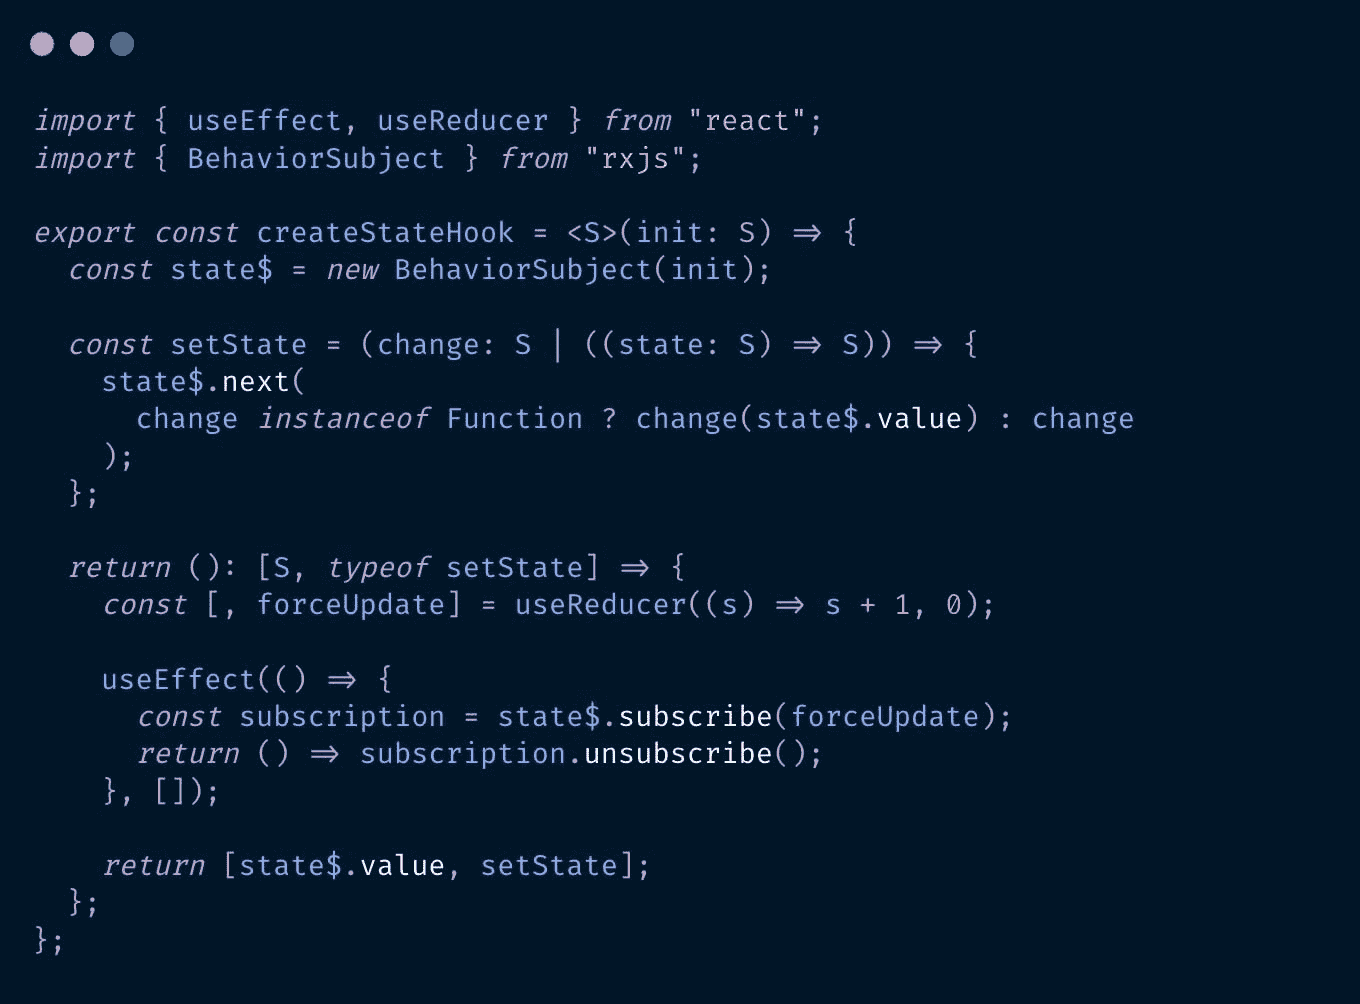 import { useEffect, useReducer } from "react";
import { BehaviorSubject } from "rxjs";

export const createStateHook = <S>(init: S) => {
  const state$ = new BehaviorSubject(init);

  const setState = (change: S | ((state: S) => S)) => {
    state$.next(
      change instanceof Function ? change(state$.value) : change
    );
  };

  return (): [S, typeof setState] => {
    const [, forceUpdate] = useReducer((s) => s + 1, 0);

    useEffect(() => {
      const subscription = state$.subscribe(forceUpdate);
      return () => subscription.unsubscribe();
    }, []);

    return [state$.value, setState];
  };
};